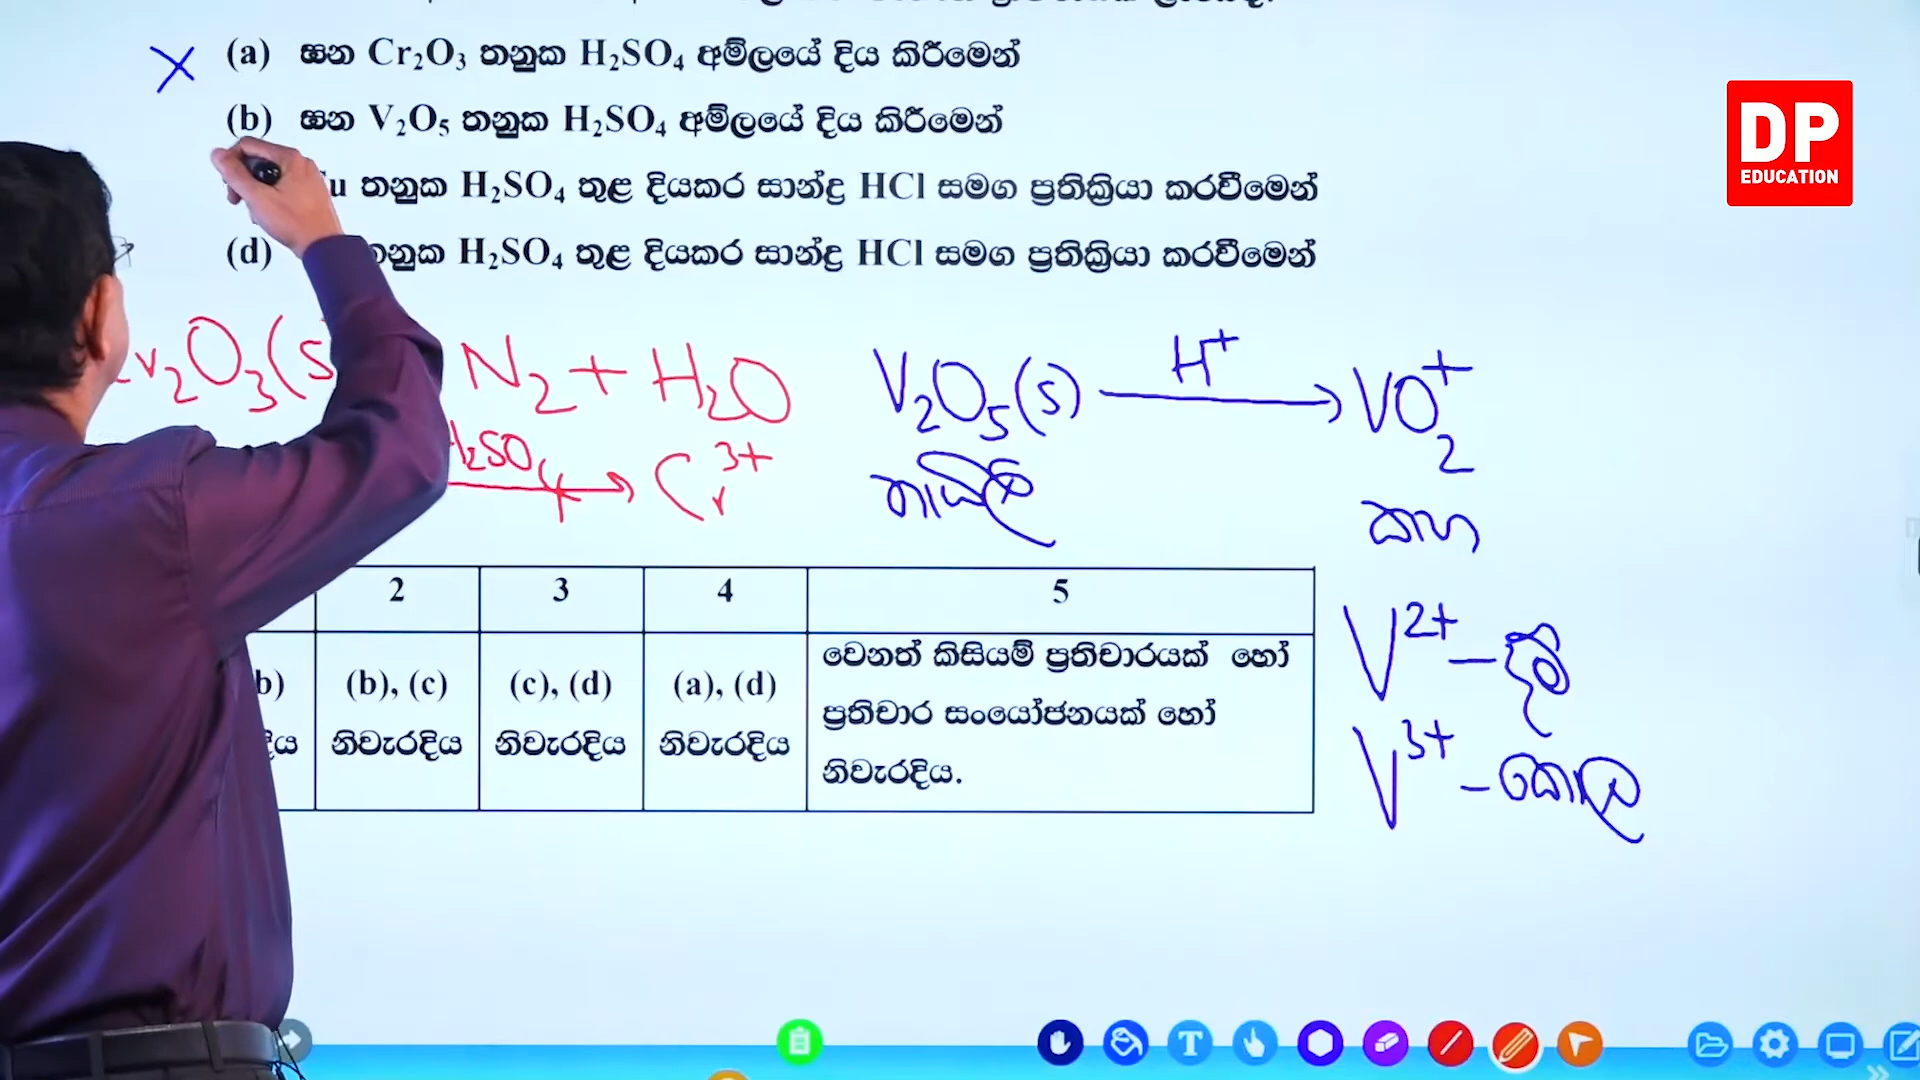 (a) ඝන Cr₂O₃ තනුක H₂SO₄ අම්ලයේ දිය කිරීමෙන්
(b) ඝන V₂O₅ තනුක H₂SO₄ අම්ලයේ දිය කිරීමෙන්
තනුක H₂SO₄ තුළ දියකර සාන්ද්‍ර HCl සමග ප්‍රතික්‍රියා කරවීමෙන්
(d) H₂SO₄ තුළ දියකර සාන්ද්‍ර HCl සමග ප්‍රතික්‍රියා කරවීමෙන්
DP
EDUCATION
N₂ + H₂O
Cr³⁺
V₂O₅(s) H⁺ → VO₂⁺
කහ
2 3 4 5
(b), (c) නිවැරදිය
(c), (d) නිවැරදිය
(a), (d) නිවැරදිය
වෙනත් කිසියම් ප්‍රතිචාරයක් හෝ
ප්‍රතිචාර සංයෝජනයක් හෝ
නිවැරදිය.
V²⁺ – දම්
V³⁺ – කොල